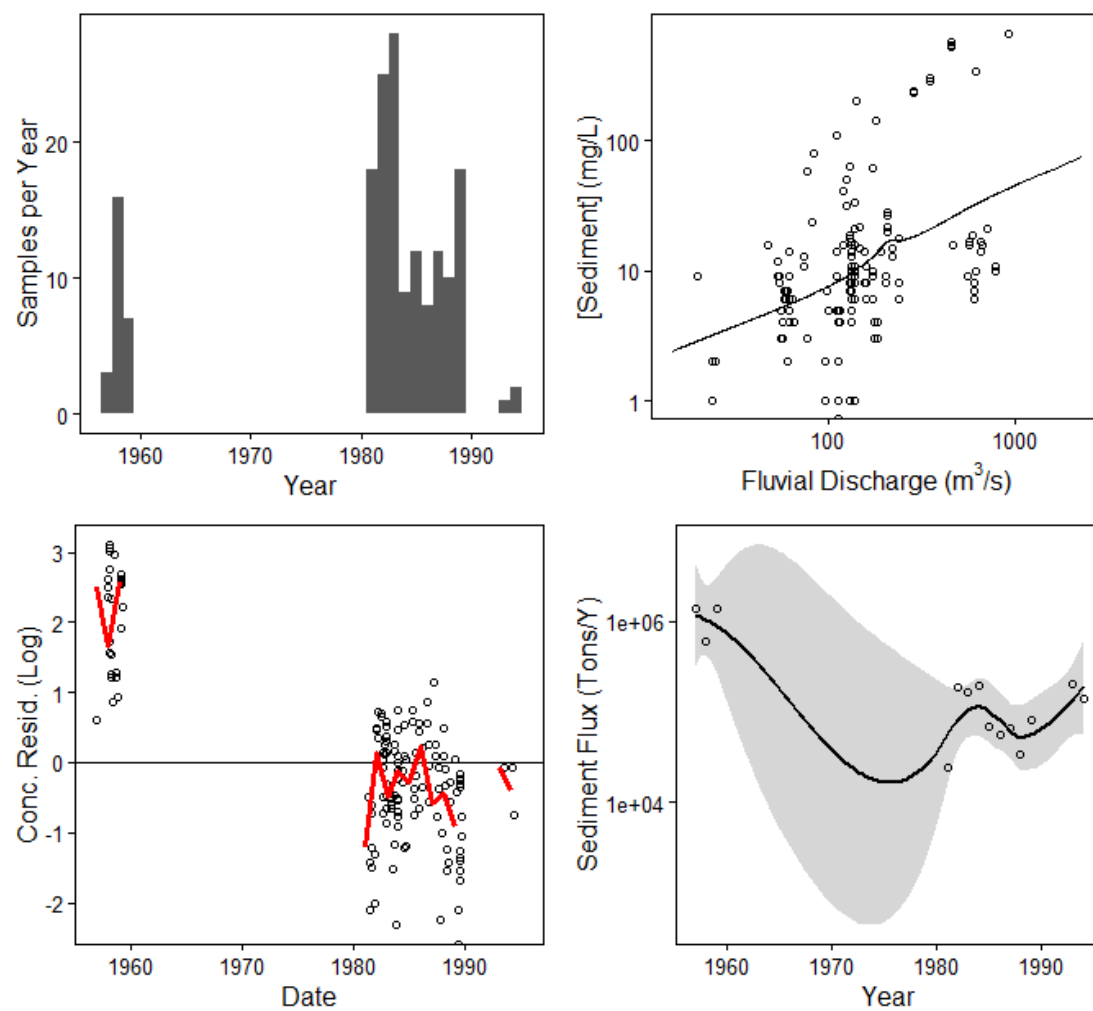 Samples per Year
20
10
0
1960 1970 1980 1990
Year
[Sediment] (mg/L)
100
10
1
100 1000
Fluvial Discharge (m³/s)
Conc. Resid. (Log)
3
2
1
0
-1
-2
1960 1970 1980 1990
Date
Sediment Flux (Tons/Y)
1e+06
1e+04
1960 1970 1980 1990
Year